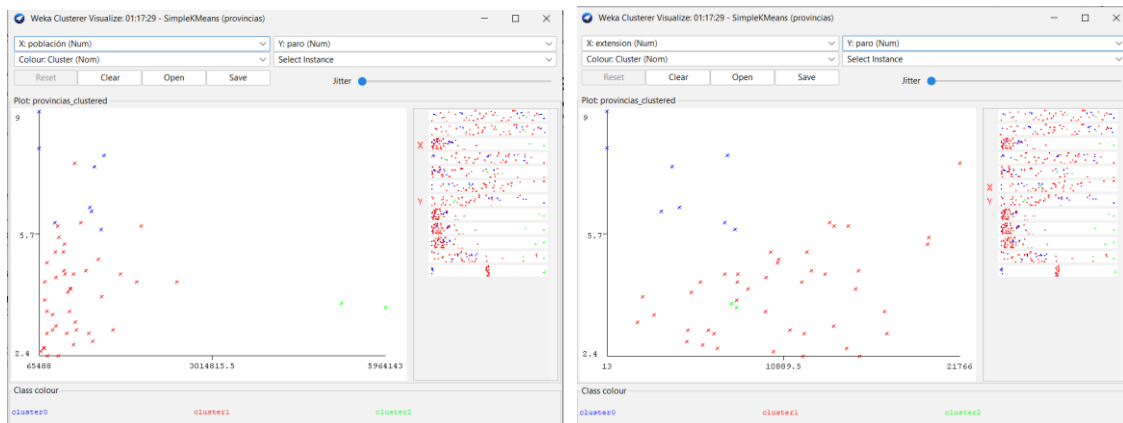 Weka Clusterer Visualize: 01:17:29 - SimpleKMeans (provincias)
X: población (Num)
Y: paro (Num)
Colour: Cluster (Nom)
Select Instance
Reset
Clear
Open
Save
Jitter
Plot: provincias_clustered
9
5.7
2.4
65488
3014815.5
5964143
X
Y
Class colour
cluster0
cluster1
cluster2
Weka Clusterer Visualize: 01:17:29 - SimpleKMeans (provincias)
X: extension (Num)
Y: paro (Num)
Colour: Cluster (Nom)
Select Instance
Reset
Clear
Open
Save
Jitter
Plot: provincias_clustered
9
5.7
2.4
13
10889.5
21766
X
Y
Class colour
cluster0
cluster1
cluster2